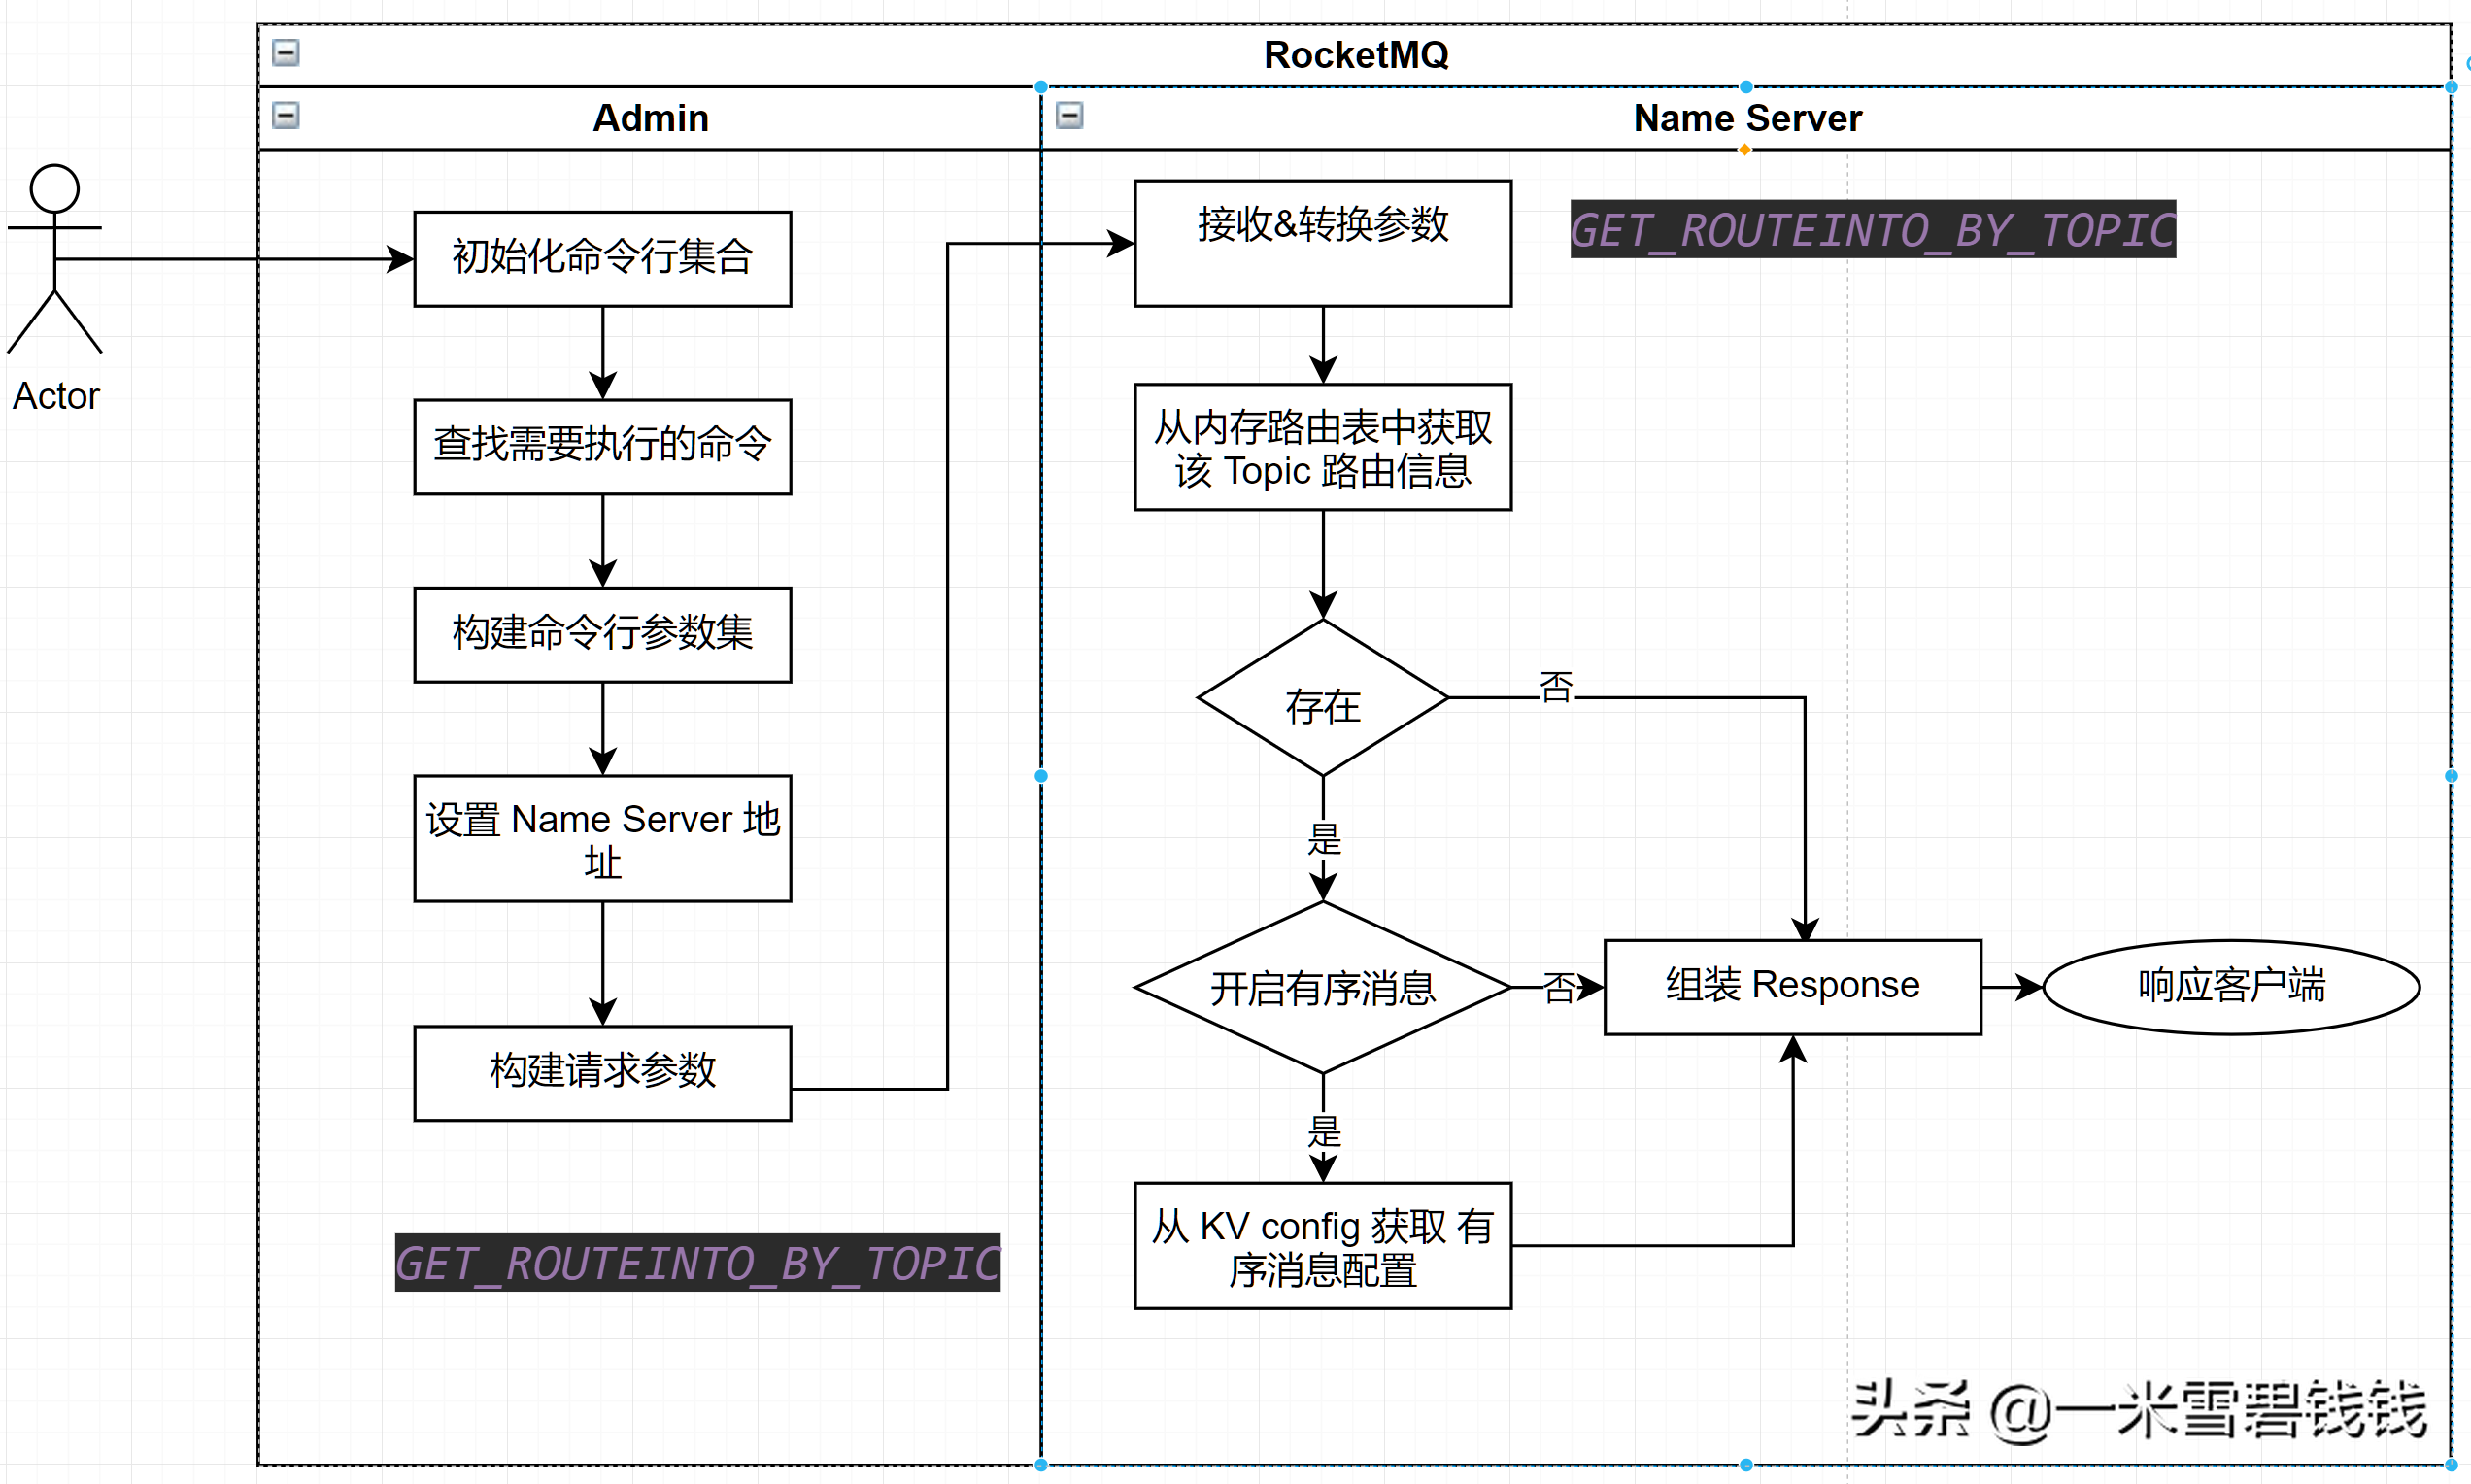 RocketMQ
Admin
Name Server
Actor
初始化命令行集合
查找需要执行的命令
构建命令行参数集
设置 Name Server 地
址
构建请求参数
GET_ROUTEINTO_BY_TOPIC
接收&转换参数
GET_ROUTEINTO_BY_TOPIC
从内存路由表中获取
该 Topic 路由信息
存在
否
是
开启有序消息
否
组装 Response
响应客户端
是
从 KV config 获取 有
序消息配置
头条 @一米雪碧钱钱